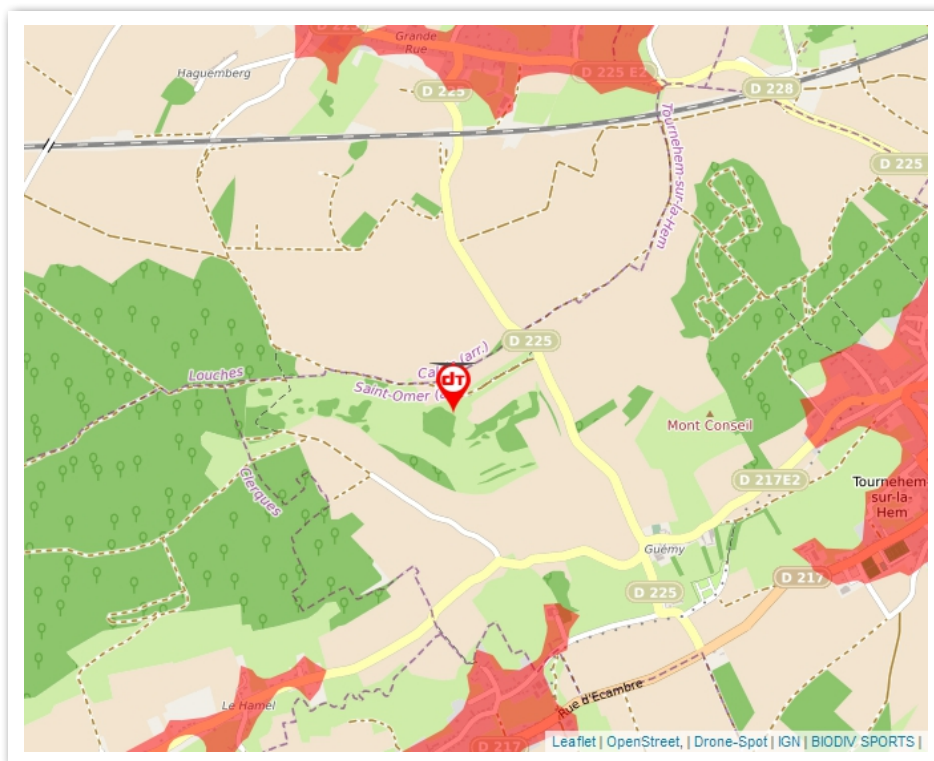 Grande
Rue
Haguemberg
D 225 E2
D 225
D 228
D 225
Tournehem-sur-la-Hem
D 225
Louches
Saint-Omer
Mont Conseil
Clerques
D 217E2
Tournehem-
sur-la-
Hem
Guémy
D 217
D 225
Rue d'Ecambre
Le Hamel
D 217
Leaflet | OpenStreet, | Drone-Spot | IGN | BIODIV SPORTS |